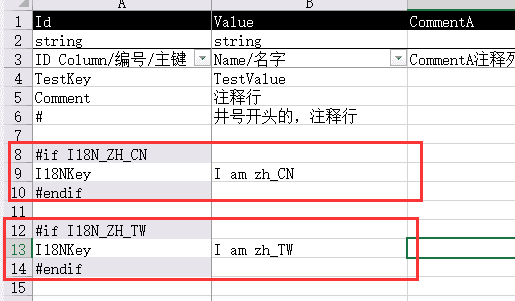 A B
1 Id Value CommentA
2 string string
3 ID Column/编号/主键 Name/名字 CommentA注释列
4 TestKey TestValue
5 Comment 注释行
6 # 井号开头的，注释行
7
8 #if I18N_ZH_CN
9 I18NKey I am zh_CN
10 #endif
11
12 #if I18N_ZH_TW
13 I18NKey I am zh_TW
14 #endif